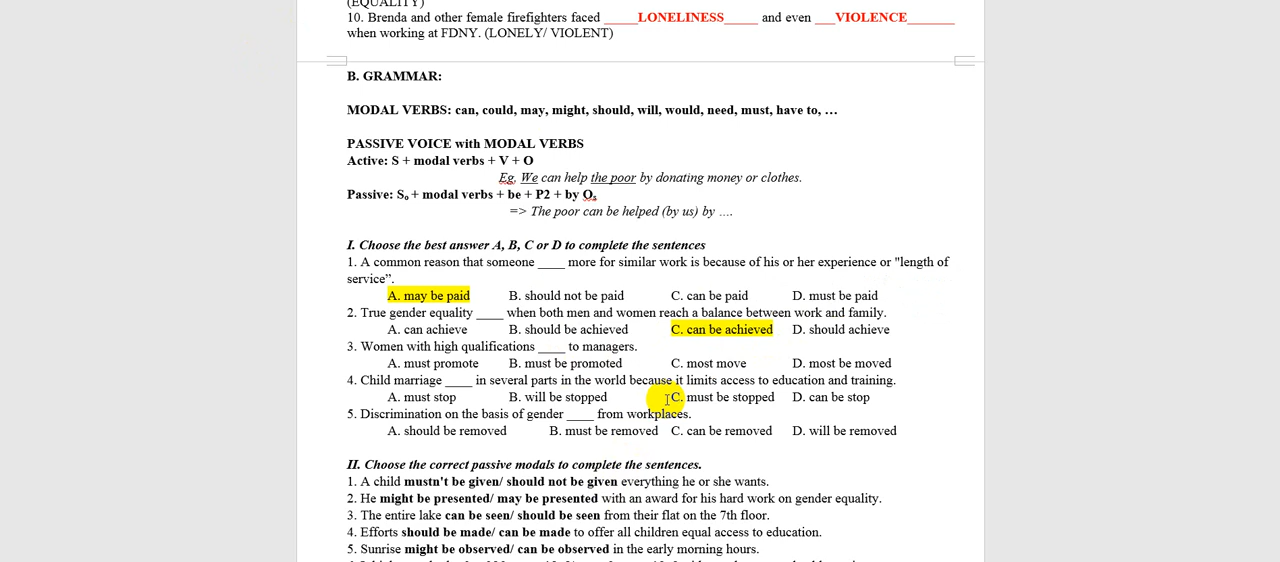 (EQUALITY)
10. Brenda and other female firefighters faced _____LONELINESS_____ and even ___VIOLENCE_______
when working at FDNY. (LONELY/ VIOLENT)
B. GRAMMAR:
MODAL VERBS: can, could, may, might, should, will, would, need, must, have to, …
PASSIVE VOICE with MODAL VERBS
Active: S + modal verbs + V + O
Eg. We can help the poor by donating money or clothes.
Passive: So + modal verbs + be + P2 + by Os
=> The poor can be helped (by us) by ….
I. Choose the best answer A, B, C or D to complete the sentences
1. A common reason that someone ____ more for similar work is because of his or her experience or "length of
service”.
A. may be paid B. should not be paid C. can be paid D. must be paid
2. True gender equality ____ when both men and women reach a balance between work and family.
A. can achieve B. should be achieved C. can be achieved D. should achieve
3. Women with high qualifications ____ to managers.
A. must promote B. must be promoted C. most move D. most be moved
4. Child marriage ____ in several parts in the world because it limits access to education and training.
A. must stop B. will be stopped C. must be stopped D. can be stop
5. Discrimination on the basis of gender ____ from workplaces.
A. should be removed B. must be removed C. can be removed D. will be removed
II. Choose the correct passive modals to complete the sentences.
1. A child mustn't be given/ should not be given everything he or she wants.
2. He might be presented/ may be presented with an award for his hard work on gender equality.
3. The entire lake can be seen/ should be seen from their flat on the 7th floor.
4. Efforts should be made/ can be made to offer all children equal access to education.
5. Sunrise might be observed/ can be observed in the early morning hours.